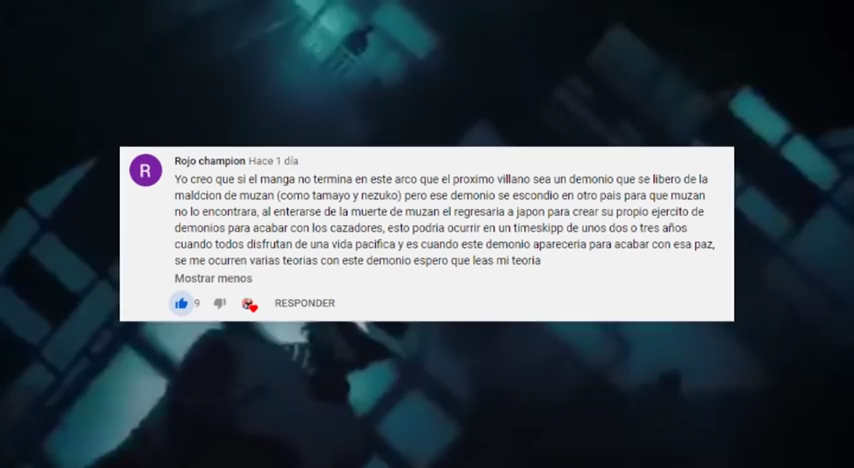 R
Rojo champion Hace 1 día
Yo creo que si el manga no termina en este arco que el proximo villano sea un demonio que se libero de la
maldcion de muzan (como tamayo y nezuko) pero ese demonio se escondio en otro pais para que muzan
no lo encontrara, al enterarse de la muerte de muzan el regresaria a japon para crear su propio ejercito de
demonios para acabar con los cazadores, esto podria ocurrir en un timeskipp de unos dos o tres años
cuando todos disfrutan de una vida pacifica y es cuando este demonio apareceria para acabar con esa paz,
se me ocurren varias teorias con este demonio espero que leas mi teoria
Mostrar menos
9 RESPONDER